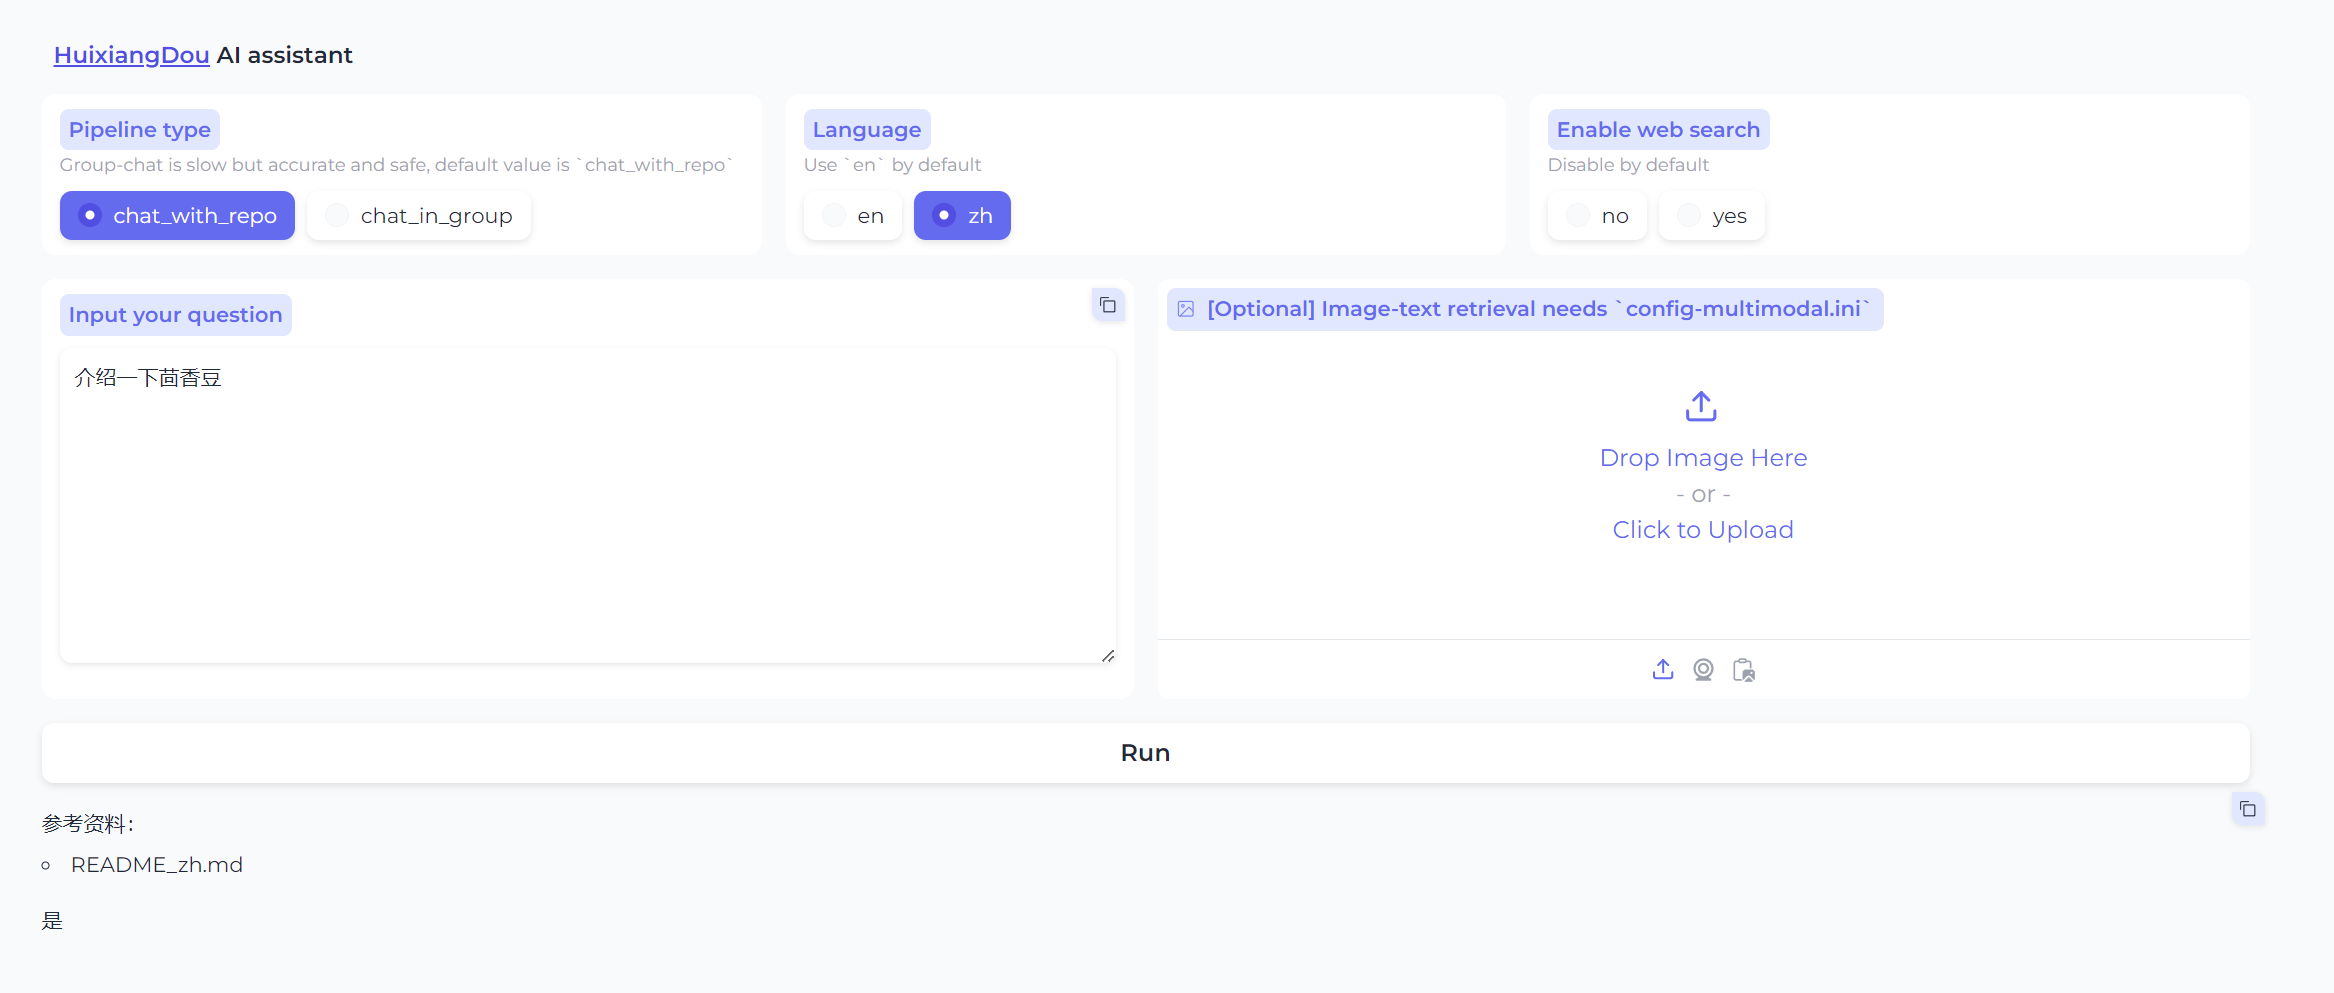 HuixiangDou AI assistant
Pipeline type
Group-chat is slow but accurate and safe, default value is `chat_with_repo`
chat_with_repo
chat_in_group
Language
Use `en` by default
en
zh
Enable web search
Disable by default
no
yes
Input your question
介绍一下茴香豆
[Optional] Image-text retrieval needs `config-multimodal.ini`
Drop Image Here
- or -
Click to Upload
Run
参考资料:
README_zh.md
是